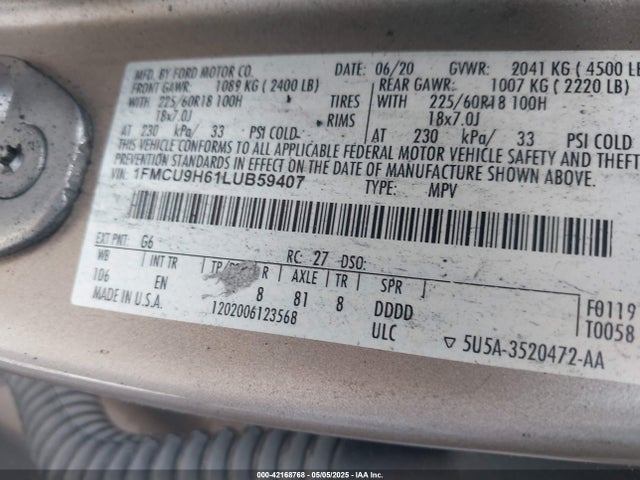 MFD. BY FORD MOTOR CO. DATE: 06/20 GVWR: 2041 KG ( 4500 LB
FRONT GAWR: 1089 KG ( 2400 LB) REAR GAWR: 1007 KG ( 2220 LB)
WITH 225/60R18 100H TIRES WITH 225/60R18 100H
18x7.0J RIMS 18x7.0J
AT 230 kPa/ 33 PSI COLD AT 230 kPa/ 33 PSI COLD
THIS VEHICLE CONFORMS TO ALL APPLICABLE FEDERAL MOTOR VEHICLE SAFETY AND THEFT
PREVENTION STANDARDS IN EFFECT ON THE DATE OF MANUFACTURE SHOWN ABOVE.
VIN: 1FMCU9H61LUB59407 TYPE: MPV
EXT PNT: G6 RC: 27 DSO:
WB INT TR R AXLE TR SPR
106 EN 8 81 8 DDDD F0119
MADE IN U.S.A. 1202006123568 ULC T0058
▽ 5U5A-3520472-AA
000-42168768 - 05/05/2025 - IAAI.com